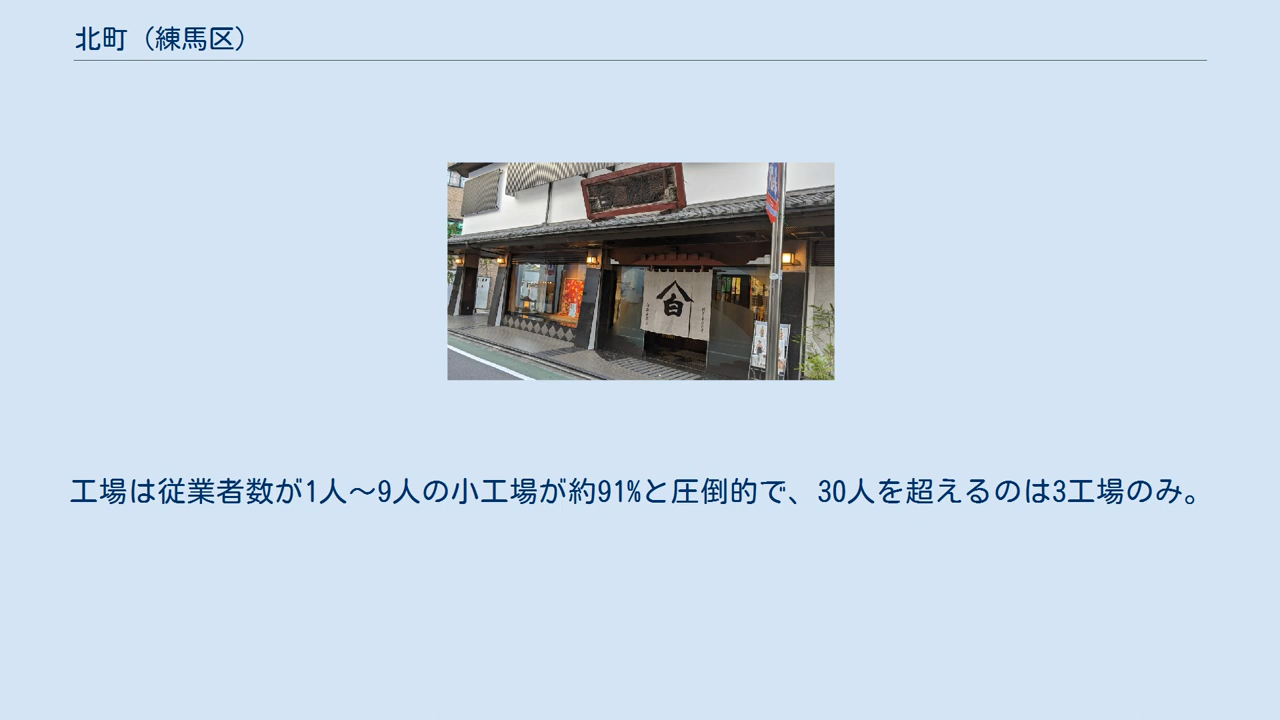 北町（練馬区）
白
工場は従業者数が1人～9人の小工場が約91%と圧倒的で、30人を超えるのは3工場のみ。